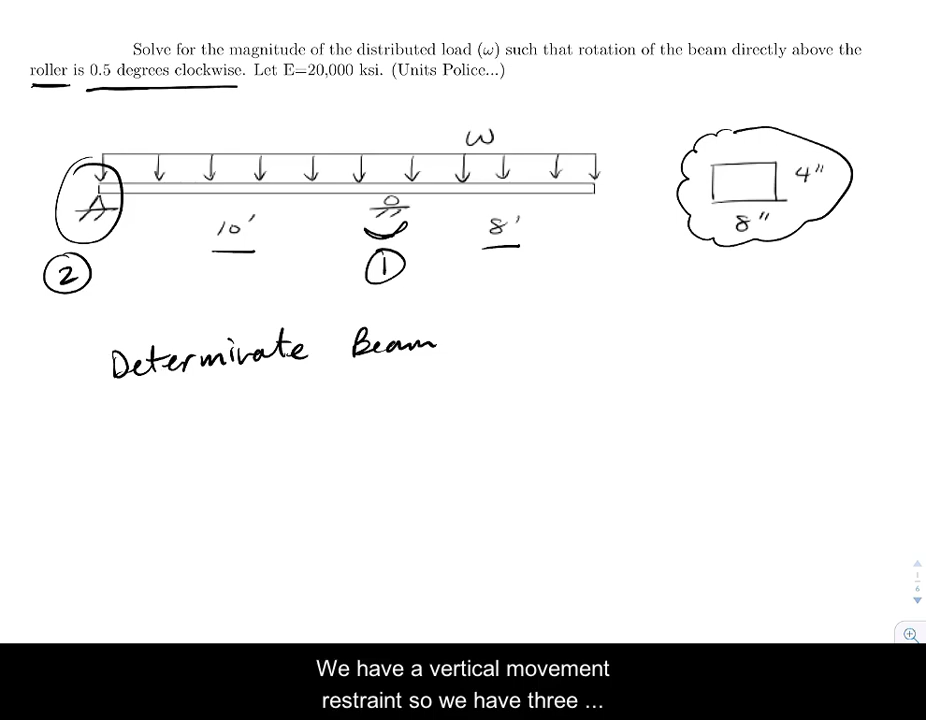 Solve for the magnitude of the distributed load (ω) such that rotation of the beam directly above the
roller is 0.5 degrees clockwise. Let E=20,000 ksi. (Units Police...)
ω
4"
10'
8'
8"
2
1
Determinate Beam
1
6
We have a vertical movement
restraint so we have three ...